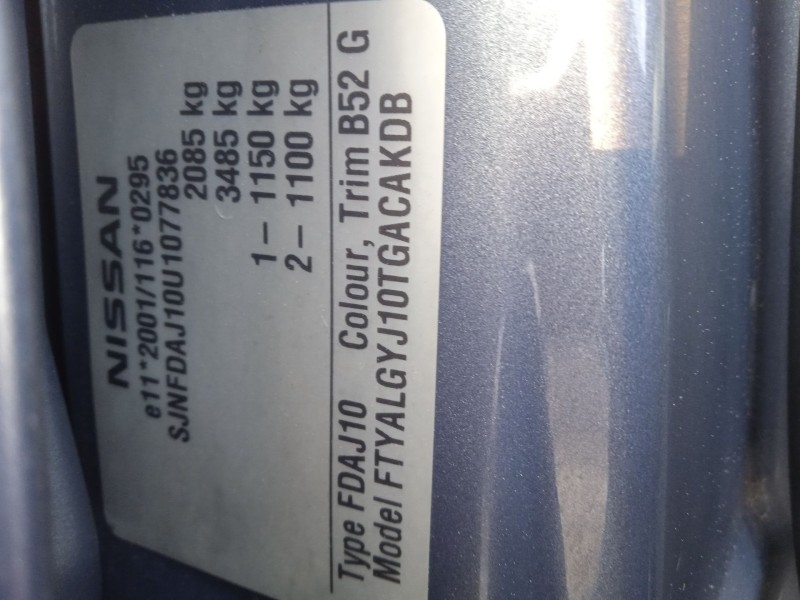 NISSAN
e11*2001/116*0295
SJNFDAJ10U1077836
2085 kg
3485 kg
1– 1150 kg
2– 1100 kg
Type FDAJ10 Colour, Trim B52 G
Model FTYALGYJ10TGACAKDB